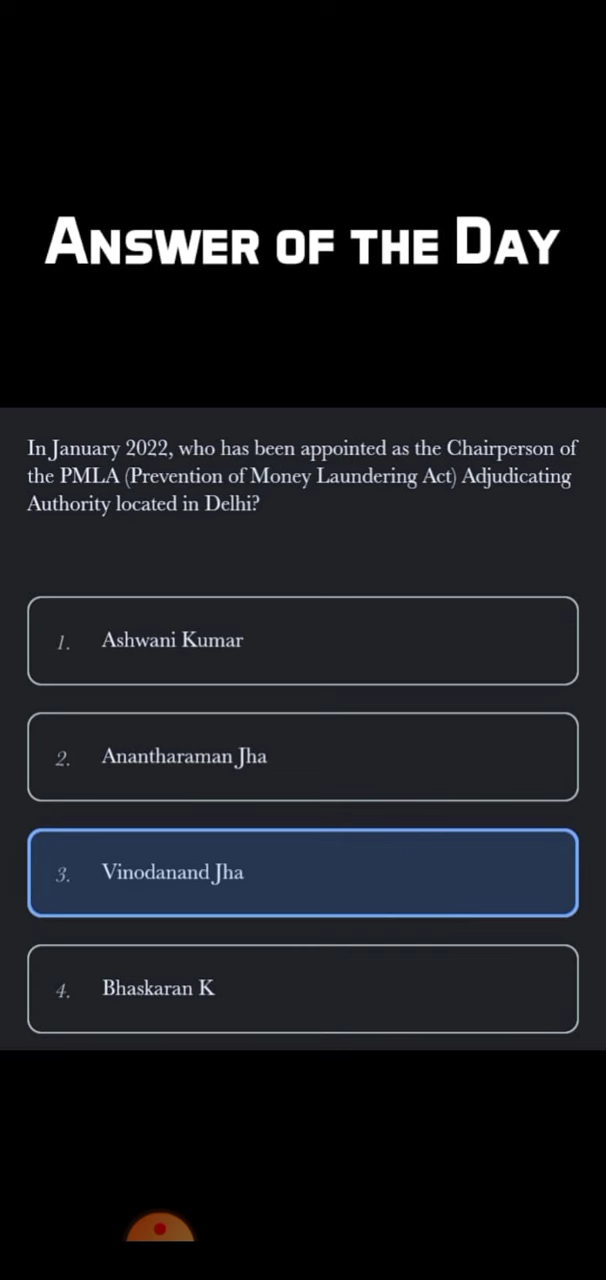 ANSWER OF THE DAY
In January 2022, who has been appointed as the Chairperson of
the PMLA (Prevention of Money Laundering Act) Adjudicating
Authority located in Delhi?
1. Ashwani Kumar
2. Anantharaman Jha
3. Vinodanand Jha
4. Bhaskaran K